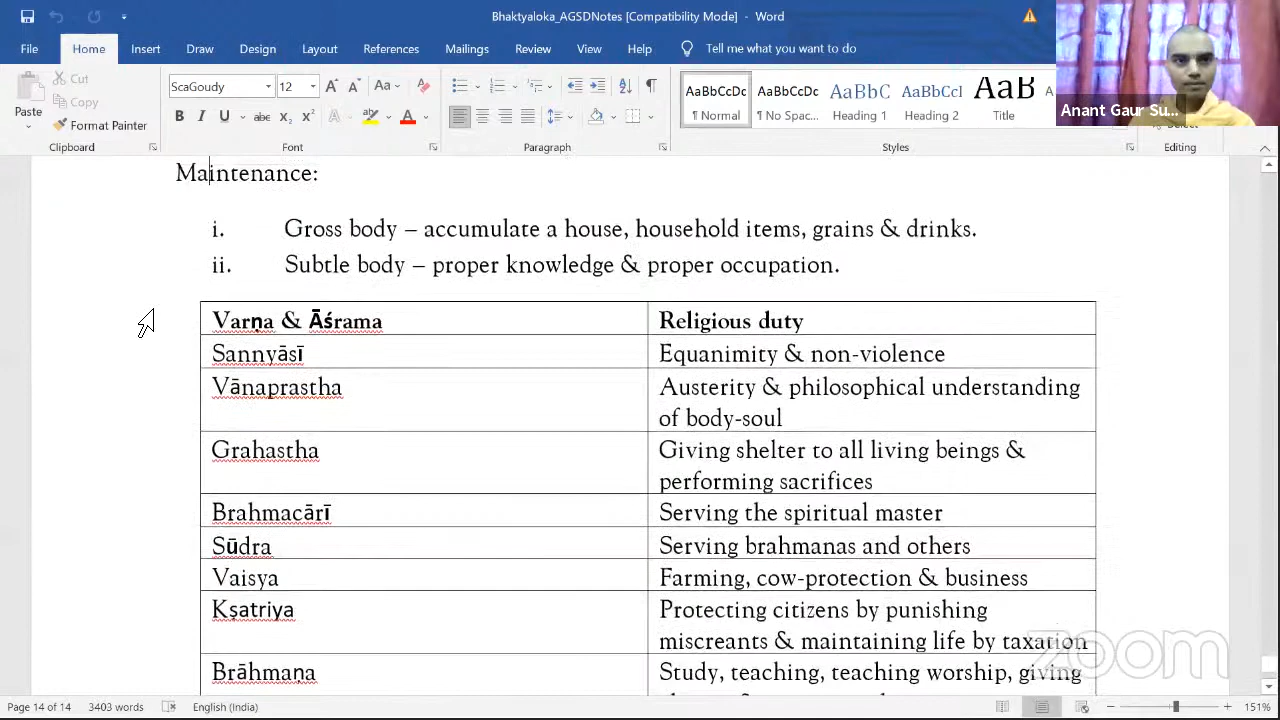 Bhaktyaloka_AGSDNotes [Compatibility Mode] - Word
File Home Insert Draw Design Layout References Mailings Review View Help Tell me what you want to do
Anant Gaur Su...
Paste
Cut
Copy
Format Painter
Clipboard
ScaGoudy 12
Aa
B I U abc X₂ X² A A
Font
Paragraph
AaBbCcDc AaBbCcDc AaBbC AaBbCcI AaB
¶ Normal ¶ No Spac... Heading 1 Heading 2 Title
Styles
Editing
Maintenance:
i. Gross body – accumulate a house, household items, grains & drinks.
ii. Subtle body – proper knowledge & proper occupation.
Varṇa & Āśrama Religious duty
Sannyāsī Equanimity & non-violence
Vānaprastha Austerity & philosophical understanding
of body-soul
Grahastha Giving shelter to all living beings &
performing sacrifices
Brahmacārī Serving the spiritual master
Sūdra Serving brahmanas and others
Vaisya Farming, cow-protection & business
Kṣatriya Protecting citizens by punishing
miscreants & maintaining life by taxation
Brāhmaṇa Study, teaching, teaching worship, giving
zoom
Page 14 of 14 3403 words English (India) 151%